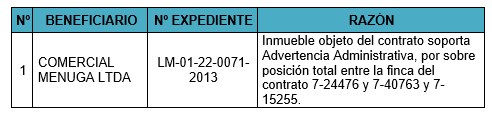 Nº BENEFICIARIO Nº EXPEDIENTE RAZÓN
1 COMERCIAL MENUGA LTDA
LM-01-22-0071-
2013
Inmueble objeto del contrato soporta
Advertencia Administrativa, por sobre
posición total entre la finca del
contrato 7-24476 y 7-40763 y 7-
15255.